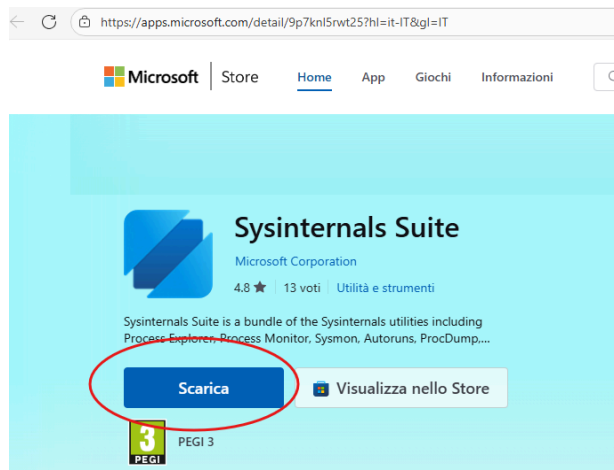 https://apps.microsoft.com/detail/9p7knl5rwt25?hl=it-IT&gl=IT
Microsoft Store Home App Giochi Informazioni
Sysinternals Suite
Microsoft Corporation
4.8 ★ 13 voti Utilità e strumenti
Sysinternals Suite is a bundle of the Sysinternals utilities including
Process Explorer, Process Monitor, Sysmon, Autoruns, ProcDump,...
Scarica Visualizza nello Store
3 PEGI 3
PEGI